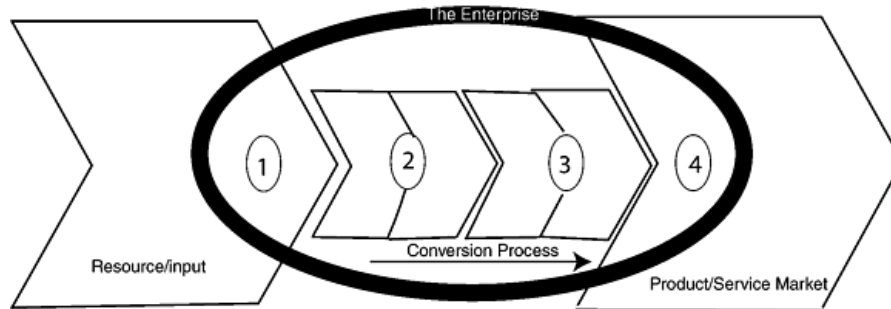 The Enterprise
1
2
3
4
Conversion Process
Resource/input
Product/Service Market